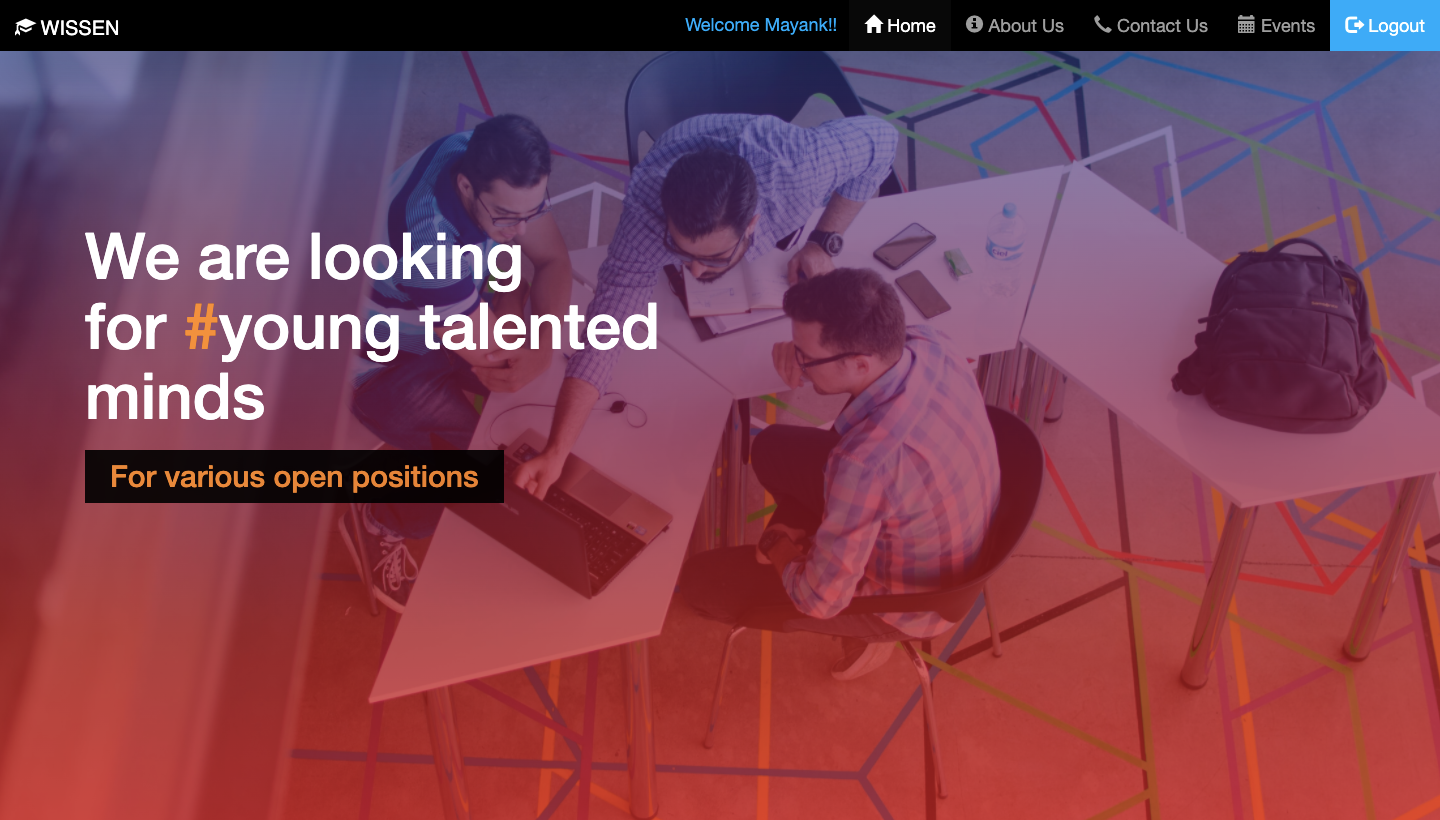 WISSEN
Welcome Mayank!!
Home
About Us
Contact Us
Events
Logout
We are looking
for #young talented
minds
For various open positions